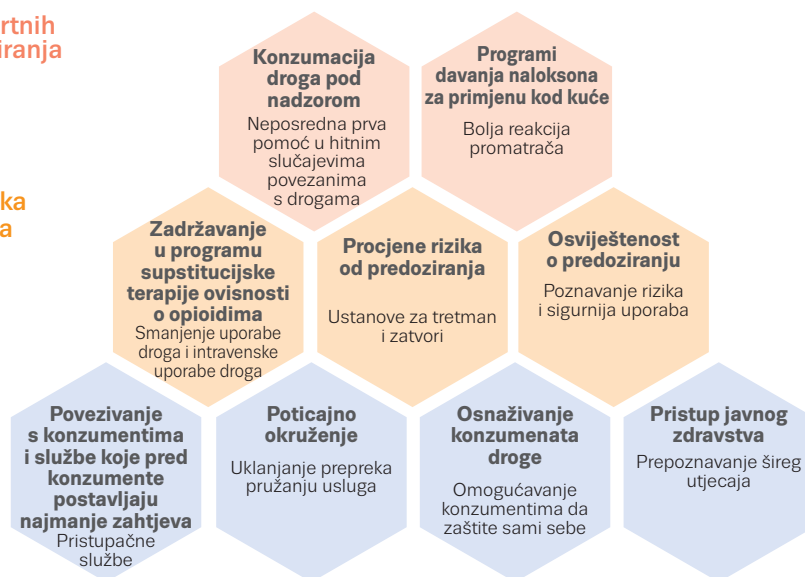 rtnih
iranja
Konzumacija
droga pod
nadzorom
Neposredna prva
pomoć u hitnim
slučajevima
povezanima
s drogama
Programi
davanja naloksona
za primjenu kod kuće
Bolja reakcija
promatrača
ka
a
Zadržavanje
u programu
supstitucijske
terapije ovisnosti
o opioidima
Smanjenje uporabe
droga i intravenske
uporabe droga
Procjene rizika
od predoziranja
Ustanove za tretman
i zatvori
Osviještenost
o predoziranju
Poznavanje rizika
i sigurnija uporaba
Povezivanje
s konzumentima
i službe koje pred
konzumente
postavljaju
najmanje zahtjeva
Pristupačne
službe
Poticajno
okruženje
Uklanjanje prepreka
pružanju usluga
Osnaživanje
konzumenata
droge
Omogućavanje
konzumentima da
zaštite sami sebe
Pristup javnog
zdravstva
Prepoznavanje šireg
utjecaja